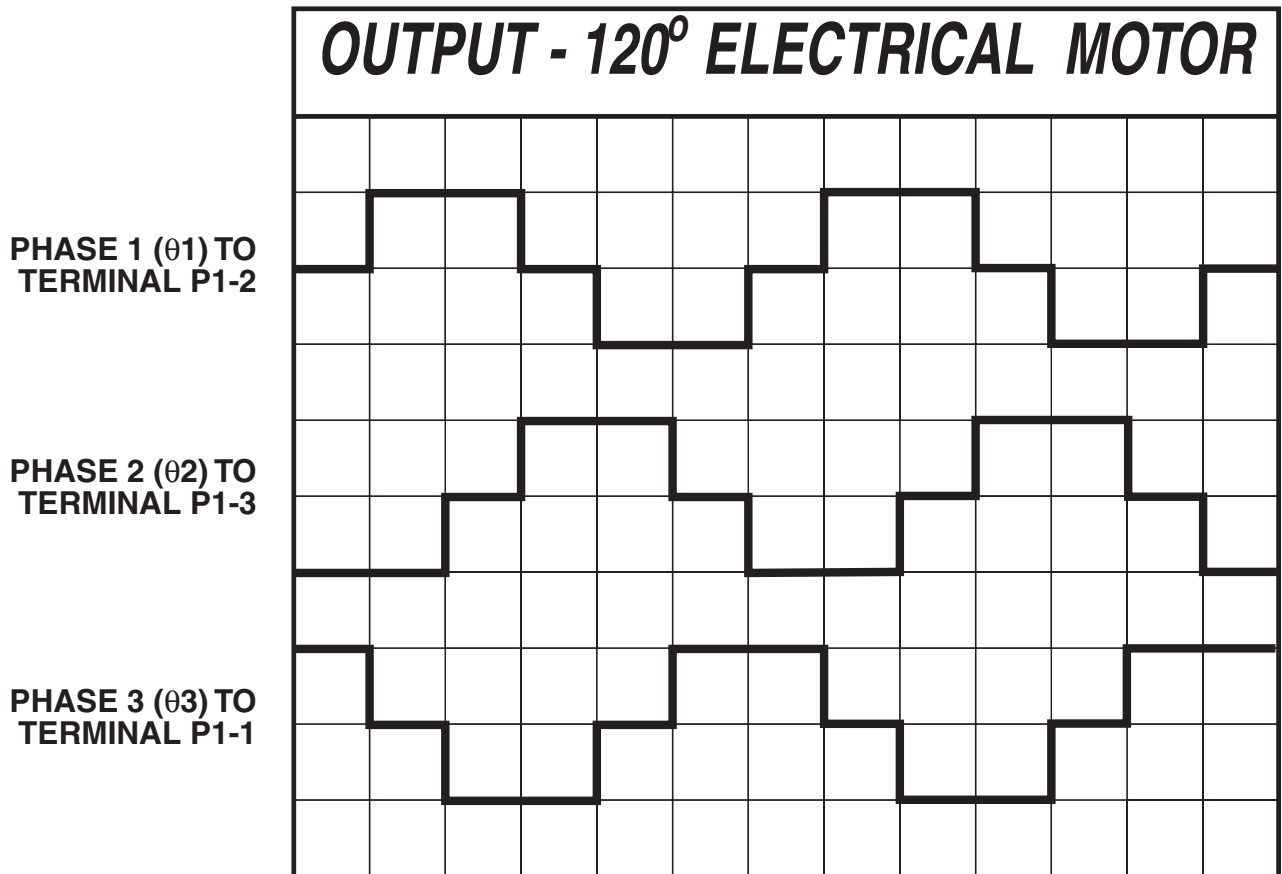 OUTPUT - 120º ELECTRICAL MOTOR
PHASE 1 (θ1) TO
TERMINAL P1-2
PHASE 2 (θ2) TO
TERMINAL P1-3
PHASE 3 (θ3) TO
TERMINAL P1-1